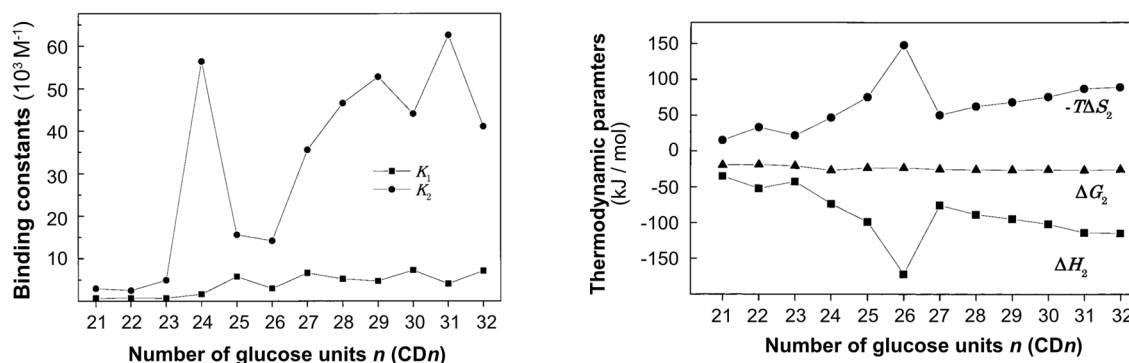 Binding constants (10³ M⁻¹)
60
50
40
30
20
10
K₁
K₂
21 22 23 24 25 26 27 28 29 30 31 32
Number of glucose units n (CDn)
Thermodynamic paramters
(kJ / mol)
150
100
50
0
-50
-100
-150
-TΔS₂
ΔG₂
ΔH₂
21 22 23 24 25 26 27 28 29 30 31 32
Number of glucose units n (CDn)